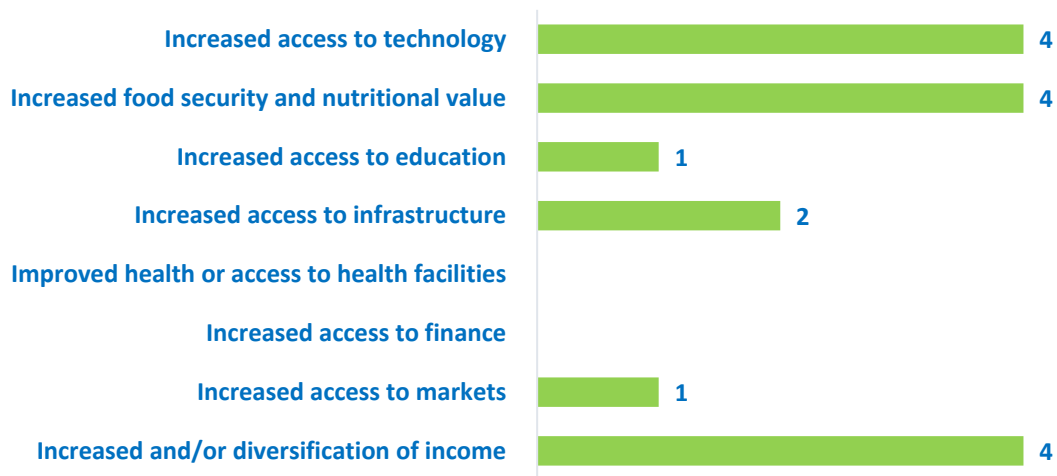 Increased access to technology 4
Increased food security and nutritional value 4
Increased access to education 1
Increased access to infrastructure 2
Improved health or access to health facilities
Increased access to finance
Increased access to markets 1
Increased and/or diversification of income 4